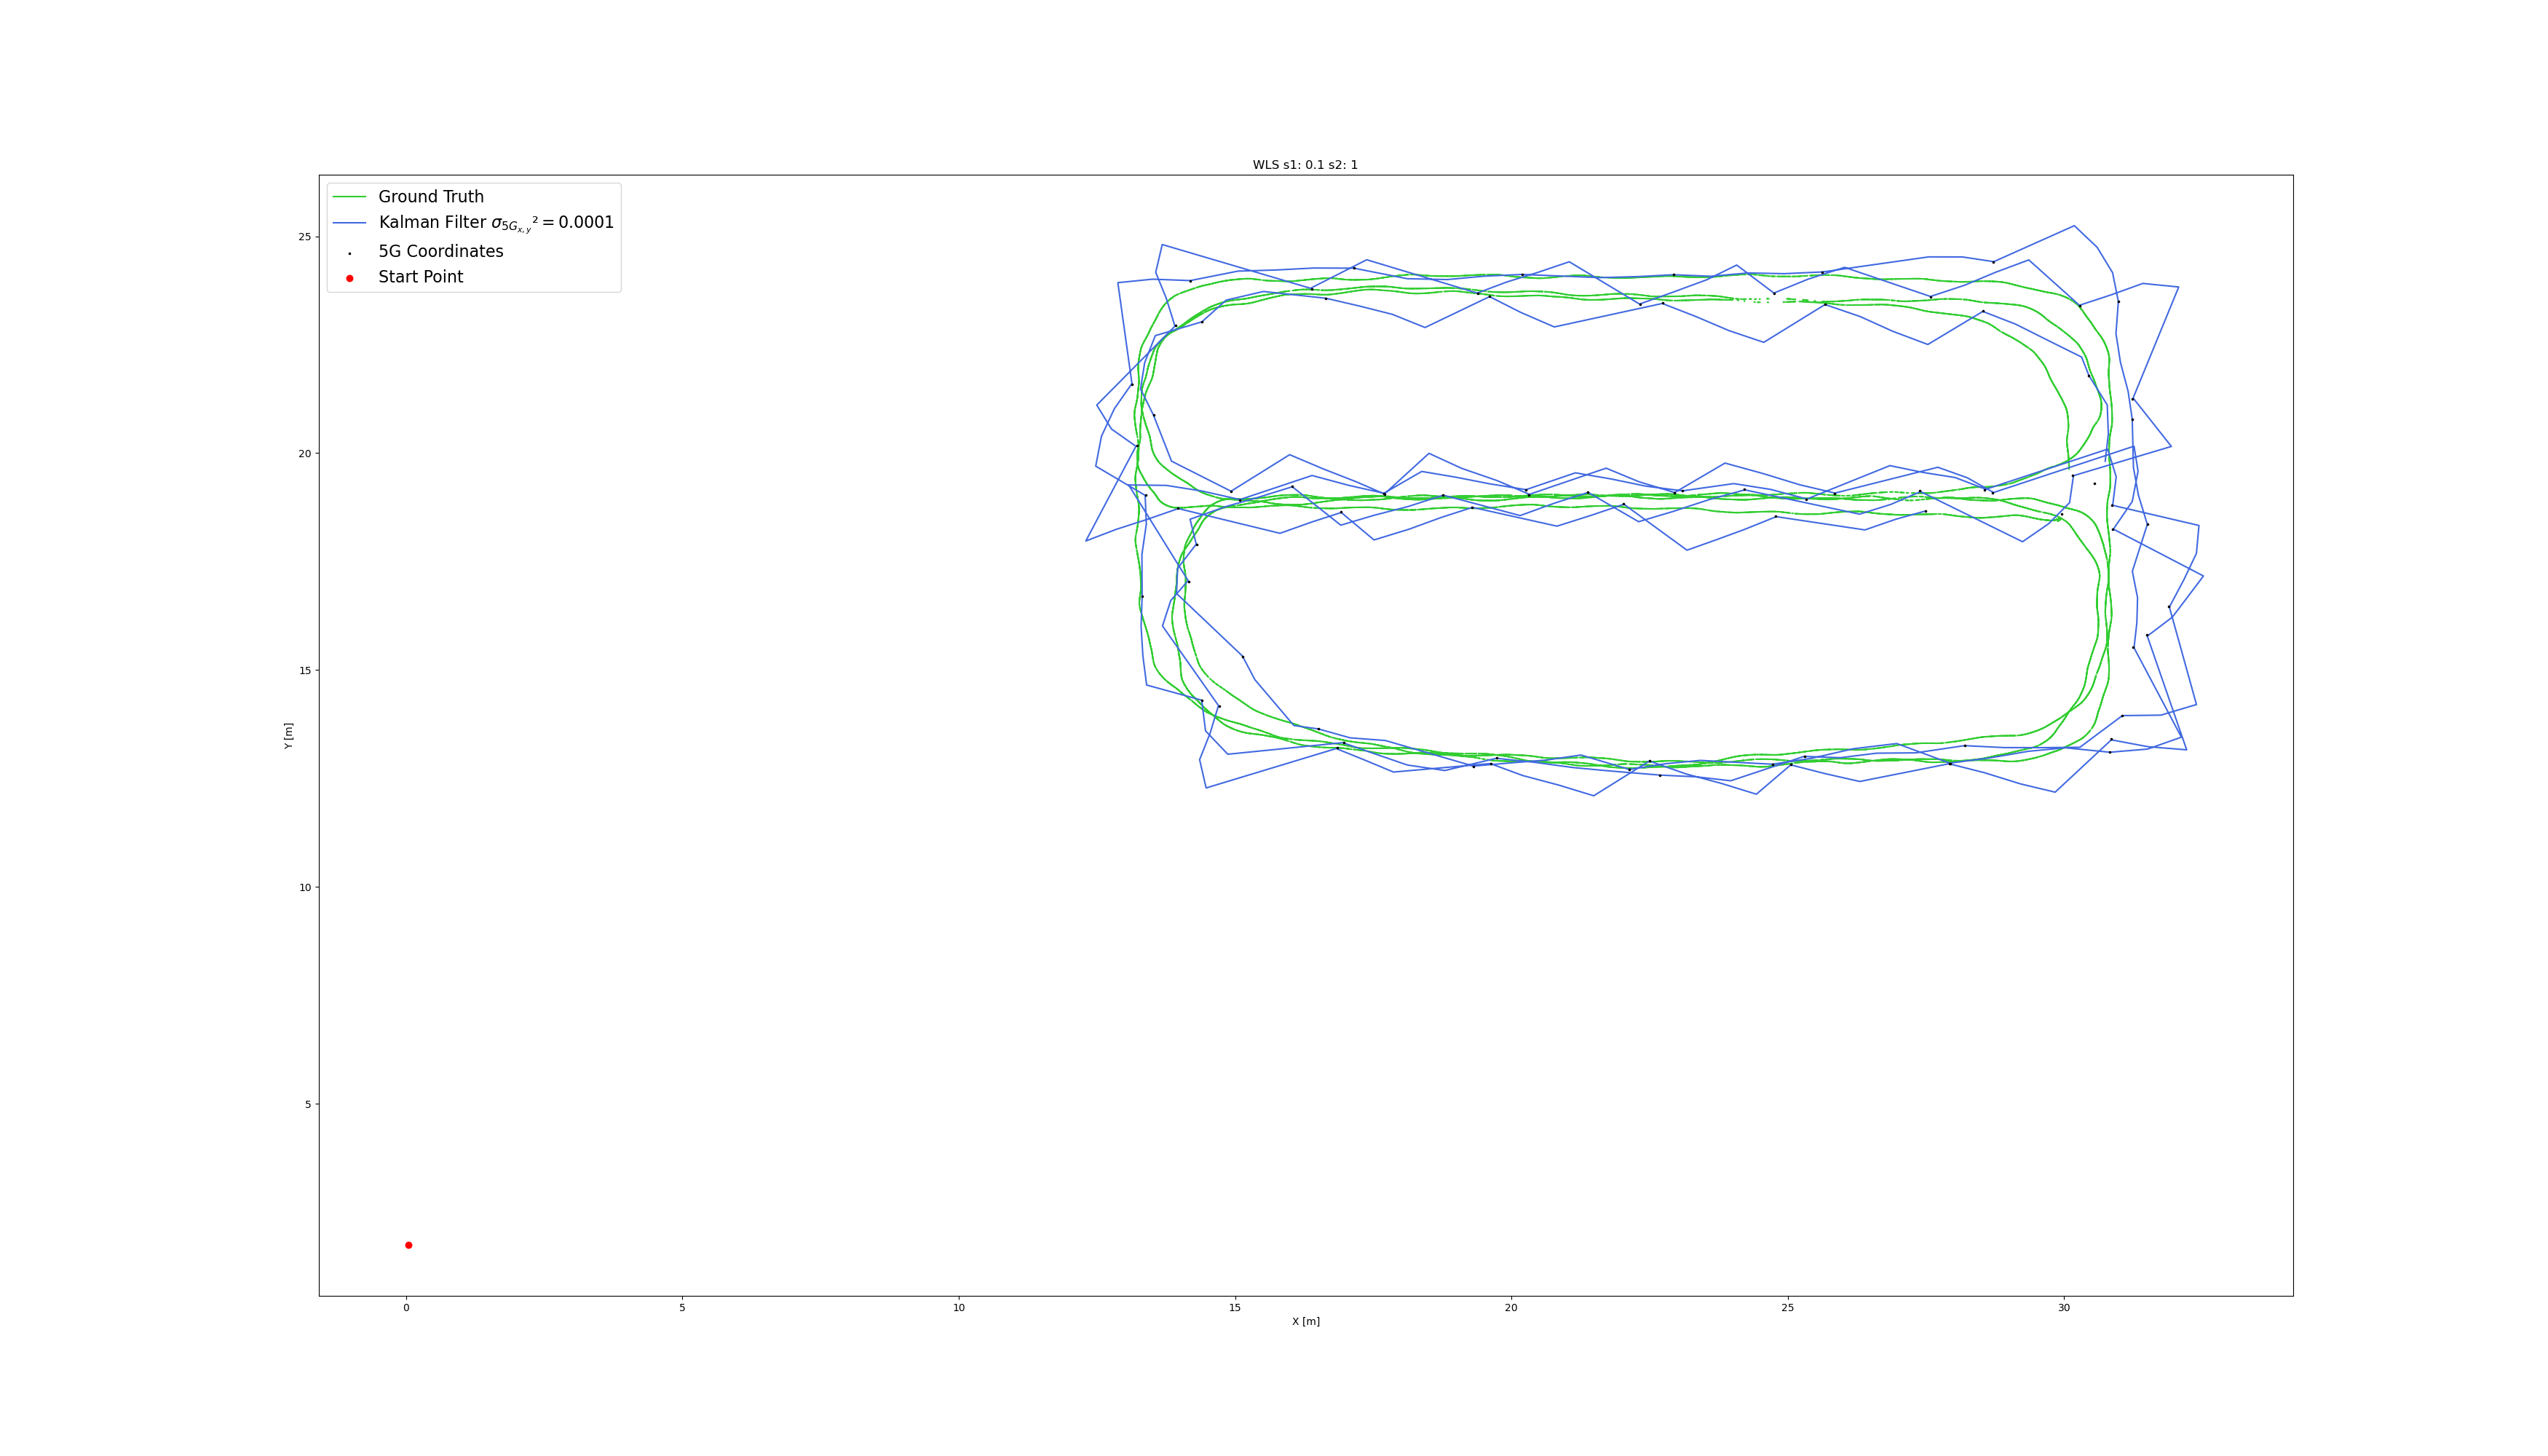 WLS s1: 0.1 s2: 1
Ground Truth
Kalman Filter σ5Gx,y² = 0.0001
5G Coordinates
Start Point
25
20
15
10
5
Y [m]
0 5 10 15 20 25 30
X [m]